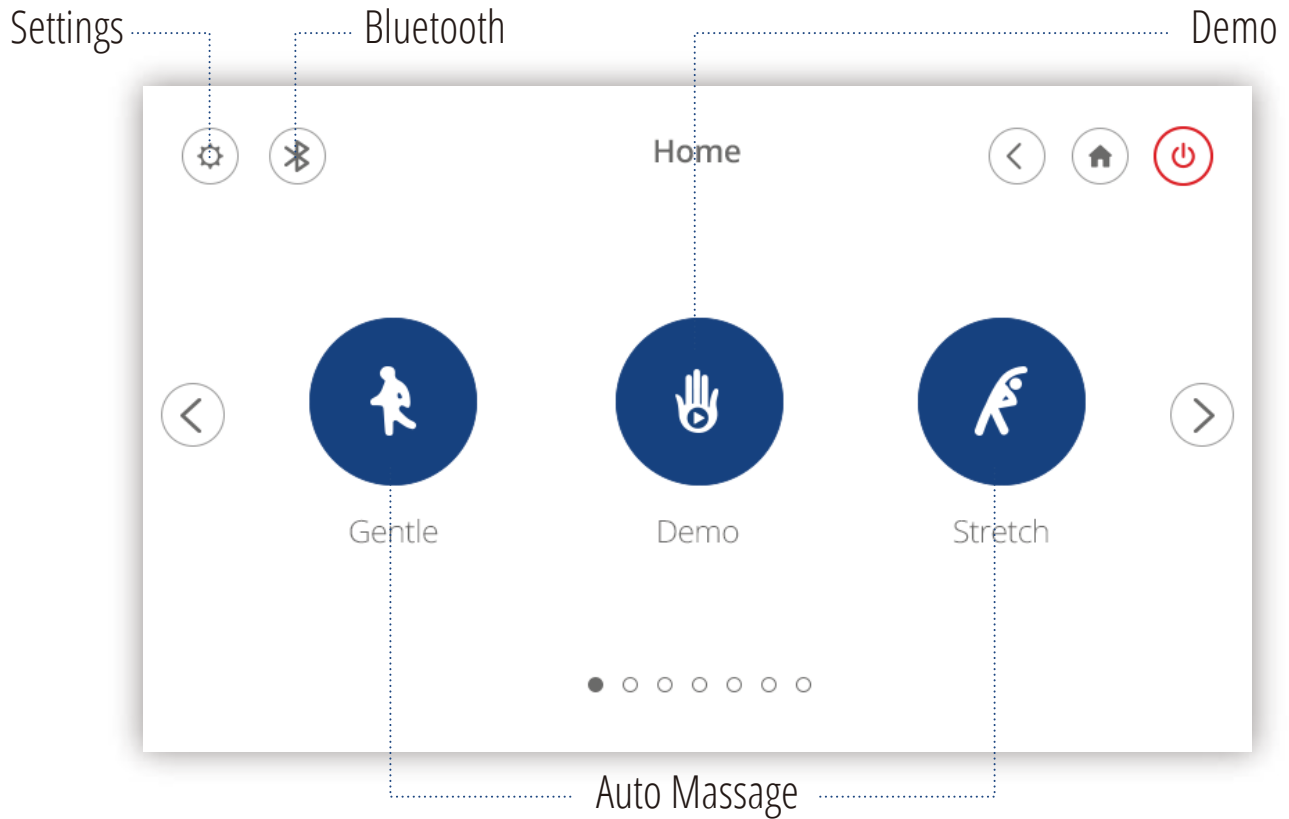 Settings
Bluetooth
Demo
Home
Gentle
Demo
Stretch
Auto Massage